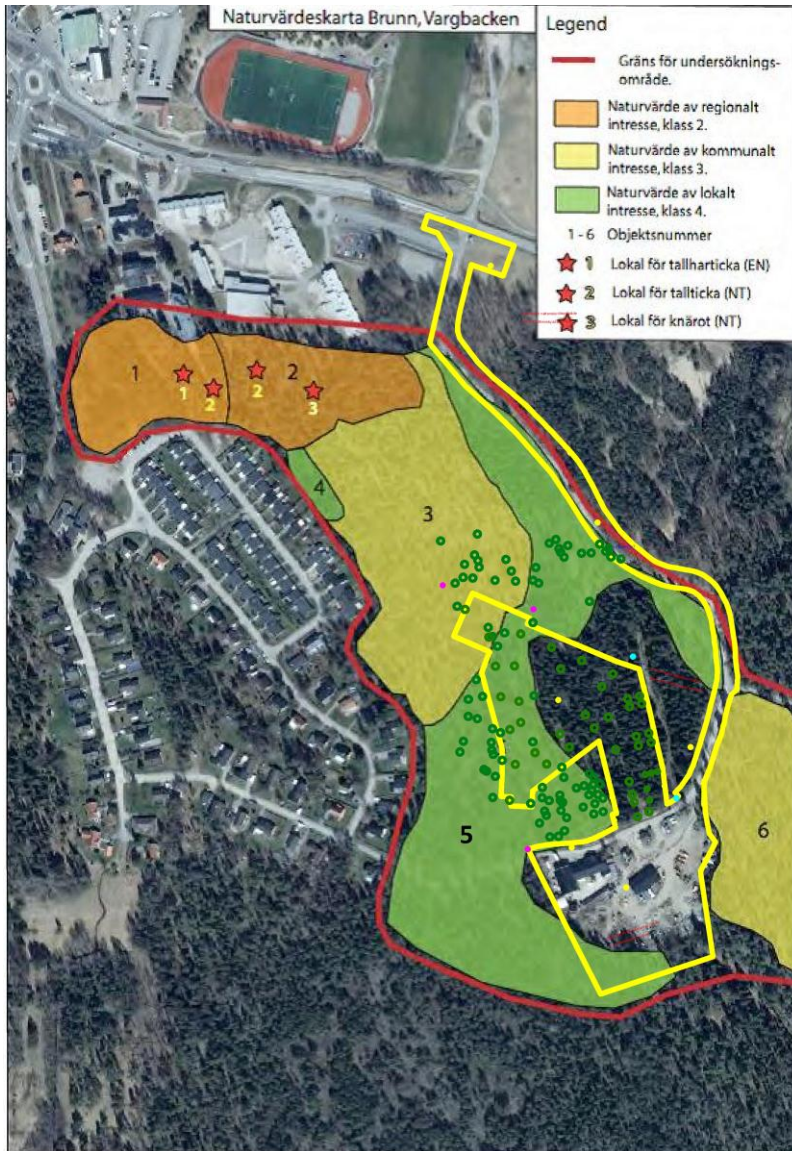 Naturvärdeskarta Brunn, Vargbacken
Legend
Gräns för undersöknings-
område.
Naturvärde av regionalt
intresse, klass 2.
Naturvärde av kommunalt
intresse, klass 3.
Naturvärde av lokalt
intresse, klass 4.
1 - 6 Objektsnummer
1 Lokal för tallharticka (EN)
2 Lokal för tallticka (NT)
3 Lokal för knärot (NT)
1
1
2
2
2
3
4
3
5
6